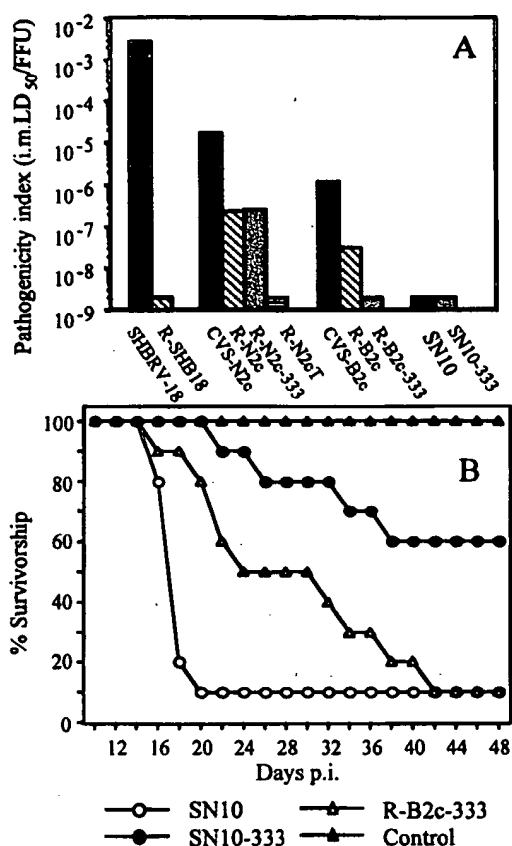 A
Pathogenicity index (i.m.LD50/FFU)
10-2
10-3
10-4
10-5
10-6
10-7
10-8
10-9
SHBRV-18
R-SHB18
CVS-N2c
R-N2c
R-N2c-333
R-N2cT
CVS-B2c
R-B2c
R-B2c-333
SN10
SN10-333
B
% Survivorship
100
80
60
40
20
0
12 16 20 24 28 32 36 40 44 48
Days p.i.
SN10
R-B2c-333
SN10-333
Control